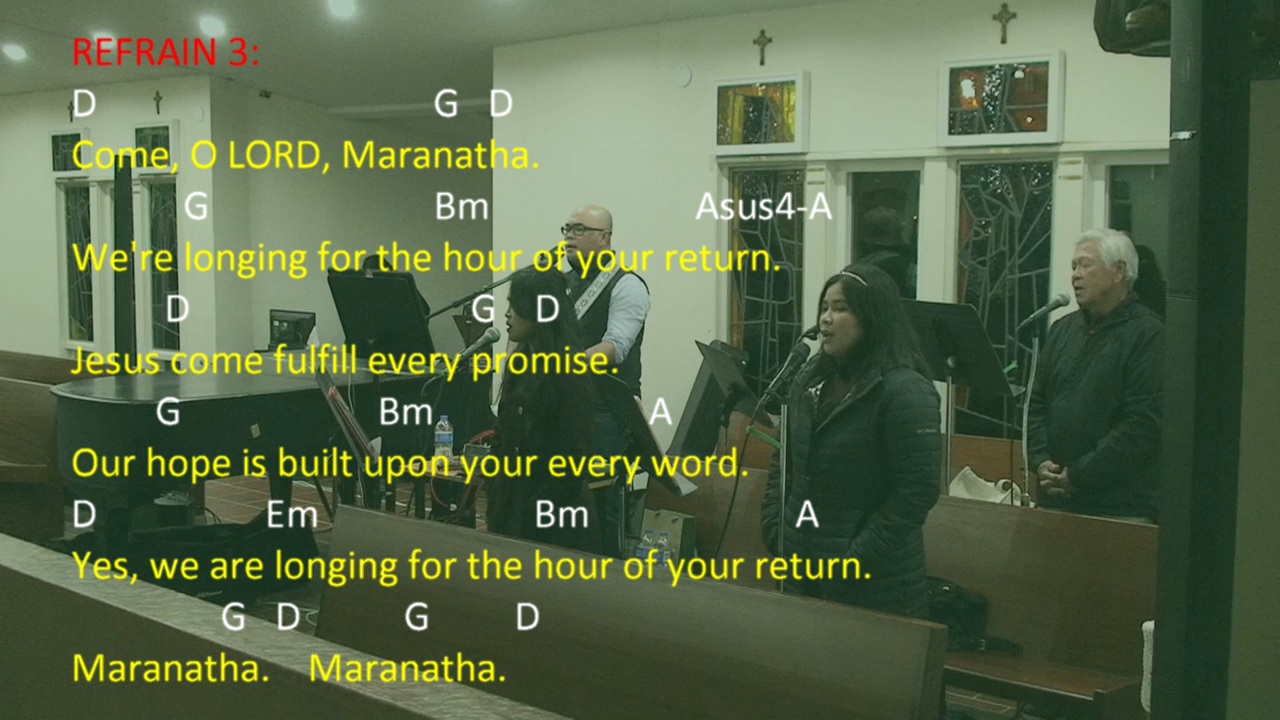 REFRAIN 3:
D G D
Come, O LORD, Maranatha.
G Bm Asus4-A
We're longing for the hour of your return.
D G D
Jesus come fulfill every promise.
G Bm A
Our hope is built upon your every word.
D Em Bm A
Yes, we are longing for the hour of your return.
G D G D
Maranatha. Maranatha.